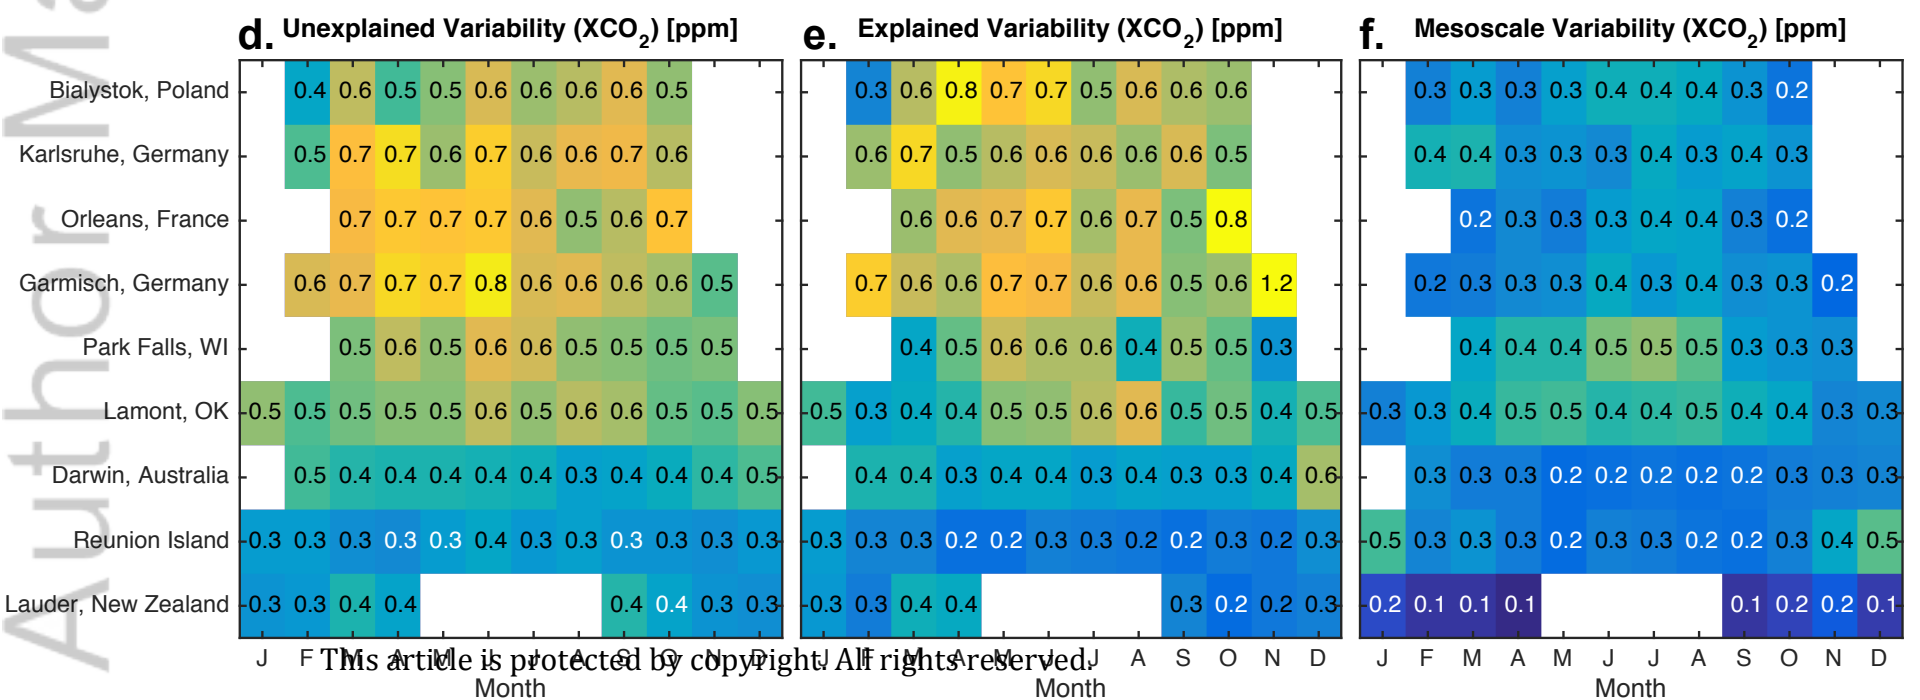 Author Ma
d. Unexplained Variability (XCO2) [ppm]
e. Explained Variability (XCO2) [ppm]
f. Mesoscale Variability (XCO2) [ppm]
Bialystok, Poland 0.4 0.6 0.5 0.5 0.6 0.6 0.6 0.6 0.5 0.3 0.6 0.8 0.7 0.7 0.5 0.6 0.6 0.6 0.3 0.3 0.3 0.3 0.4 0.4 0.4 0.3 0.2
Karlsruhe, Germany 0.5 0.7 0.7 0.6 0.7 0.6 0.6 0.7 0.6 0.6 0.7 0.5 0.6 0.6 0.6 0.6 0.6 0.5 0.4 0.4 0.3 0.3 0.3 0.4 0.3 0.4 0.3
Orleans, France 0.7 0.7 0.7 0.7 0.6 0.5 0.6 0.7 0.6 0.6 0.7 0.7 0.6 0.7 0.5 0.8 0.2 0.3 0.3 0.3 0.4 0.4 0.3 0.2
Garmisch, Germany 0.6 0.7 0.7 0.7 0.8 0.6 0.6 0.6 0.6 0.5 0.7 0.6 0.6 0.7 0.7 0.6 0.6 0.5 0.6 1.2 0.2 0.3 0.3 0.3 0.4 0.3 0.4 0.3 0.3 0.2
Park Falls, WI 0.5 0.6 0.5 0.6 0.6 0.5 0.5 0.5 0.5 0.4 0.5 0.6 0.6 0.6 0.4 0.5 0.5 0.3 0.4 0.4 0.4 0.5 0.5 0.5 0.3 0.3 0.3
Lamont, OK 0.5 0.5 0.5 0.5 0.5 0.6 0.5 0.6 0.6 0.5 0.5 0.5 0.5 0.3 0.4 0.4 0.5 0.5 0.6 0.6 0.5 0.5 0.4 0.5 0.3 0.3 0.4 0.5 0.5 0.4 0.4 0.5 0.4 0.4 0.3 0.3
Darwin, Australia 0.5 0.4 0.4 0.4 0.4 0.4 0.3 0.4 0.4 0.4 0.5 0.4 0.4 0.3 0.4 0.4 0.3 0.4 0.3 0.3 0.4 0.6 0.3 0.3 0.3 0.2 0.2 0.2 0.2 0.2 0.3 0.3 0.3
Reunion Island 0.3 0.3 0.3 0.3 0.3 0.4 0.3 0.3 0.3 0.3 0.3 0.3 0.3 0.3 0.3 0.2 0.2 0.3 0.3 0.2 0.2 0.3 0.2 0.3 0.5 0.3 0.3 0.3 0.2 0.3 0.3 0.2 0.2 0.3 0.4 0.5
Lauder, New Zealand 0.3 0.3 0.4 0.4 0.4 0.4 0.3 0.3 0.3 0.3 0.4 0.4 0.3 0.2 0.2 0.3 0.2 0.1 0.1 0.1 0.1 0.2 0.2 0.1
J F M A M J J A S O N D J F M A M J J A S O N D J F M A M J J A S O N D
This article is protected by copyright. All rights reserved.
Month Month Month